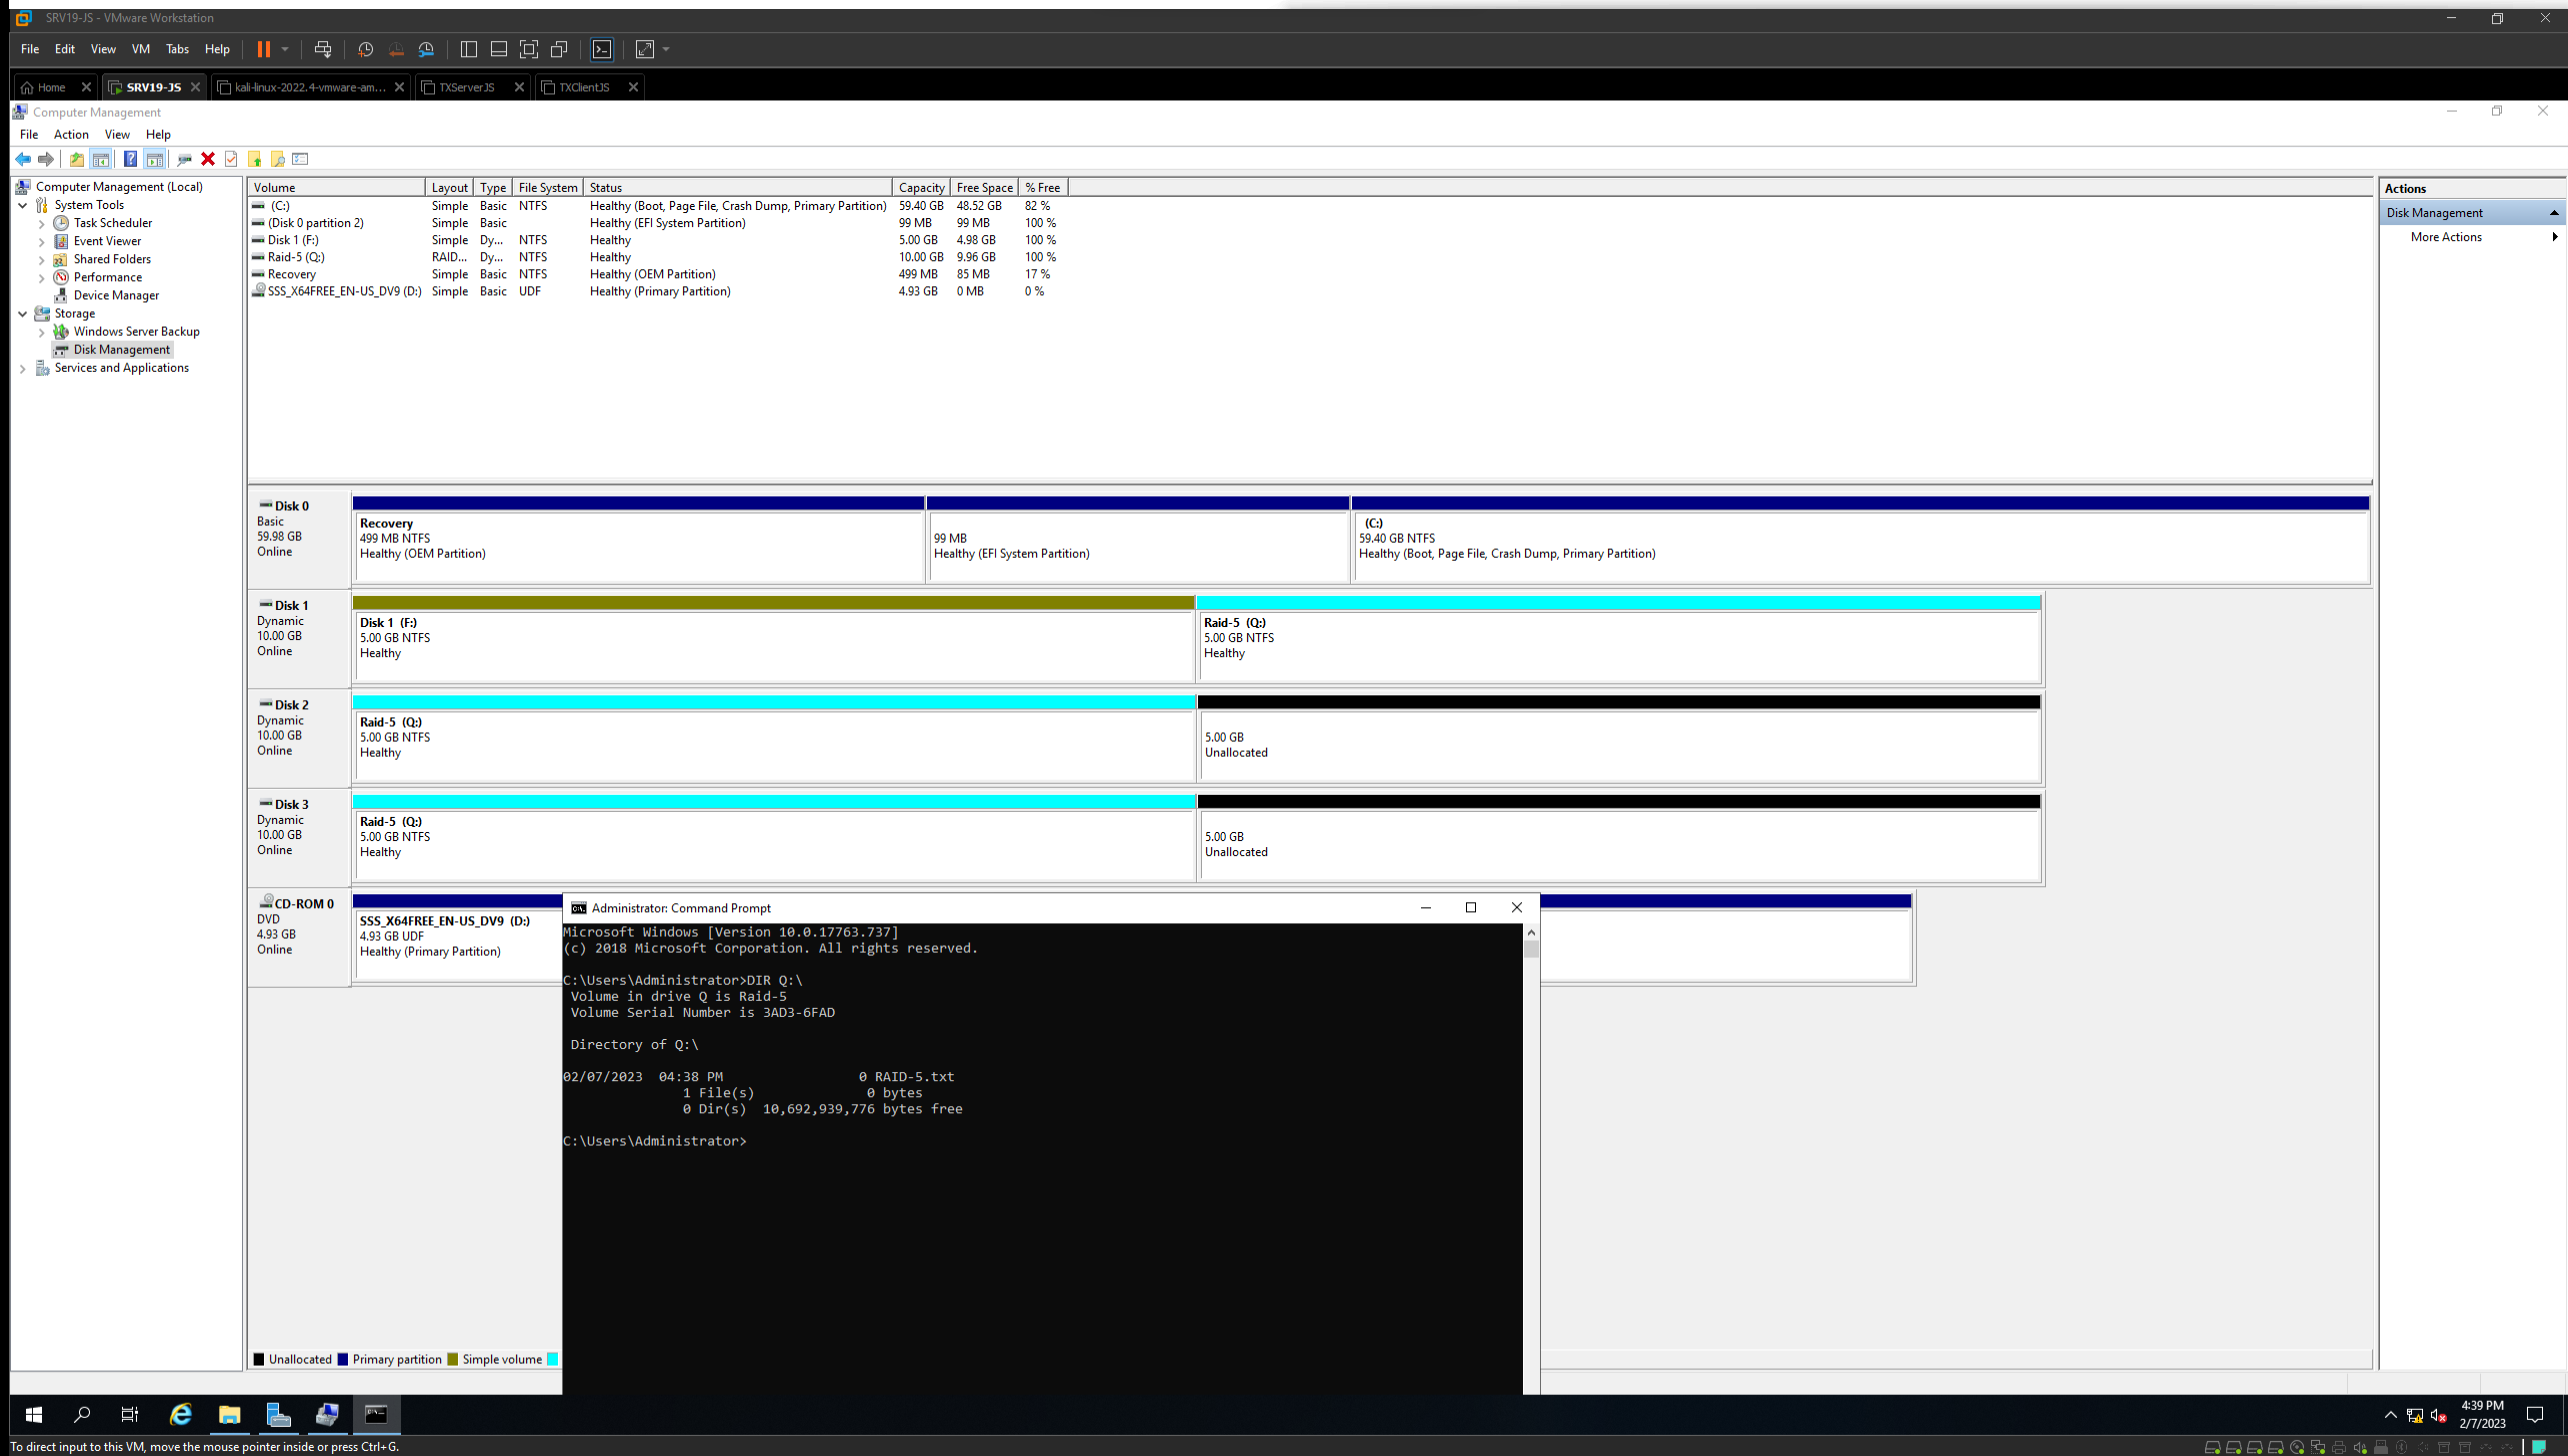 SRV19-JS - VMware Workstation
File Edit View VM Tabs Help
Home SRV19-JS kali-linux-2022.4-vmware-am... TXServerJS TXClientJS
Computer Management
File Action View Help
Computer Management (Local)
System Tools
Task Scheduler
Event Viewer
Shared Folders
Performance
Device Manager
Storage
Windows Server Backup
Disk Management
Services and Applications
Volume Layout Type File System Status Capacity Free Space % Free
(C:) Simple Basic NTFS Healthy (Boot, Page File, Crash Dump, Primary Partition) 59.40 GB 48.52 GB 82 %
(Disk 0 partition 2) Simple Basic Healthy (EFI System Partition) 99 MB 99 MB 100 %
Disk 1 (F:) Simple Dy... NTFS Healthy 5.00 GB 4.98 GB 100 %
Raid-5 (Q:) RAID... Dy... NTFS Healthy 10.00 GB 9.96 GB 100 %
Recovery Simple Basic NTFS Healthy (OEM Partition) 499 MB 85 MB 17 %
SSS_X64FREE_EN-US_DV9 (D:) Simple Basic UDF Healthy (Primary Partition) 4.93 GB 0 MB 0 %
Actions
Disk Management
More Actions
Disk 0
Basic
59.98 GB
Online
Recovery
499 MB NTFS
Healthy (OEM Partition)
99 MB
Healthy (EFI System Partition)
(C:)
59.40 GB NTFS
Healthy (Boot, Page File, Crash Dump, Primary Partition)
Disk 1
Dynamic
10.00 GB
Online
Disk 1 (F:)
5.00 GB NTFS
Healthy
Raid-5 (Q:)
5.00 GB NTFS
Healthy
Disk 2
Dynamic
10.00 GB
Online
Raid-5 (Q:)
5.00 GB NTFS
Healthy
5.00 GB
Unallocated
Disk 3
Dynamic
10.00 GB
Online
Raid-5 (Q:)
5.00 GB NTFS
Healthy
5.00 GB
Unallocated
CD-ROM 0
DVD
4.93 GB
Online
SSS_X64FREE_EN-US_DV9 (D:)
4.93 GB UDF
Healthy (Primary Partition)
Administrator: Command Prompt
Microsoft Windows [Version 10.0.17763.737]
(c) 2018 Microsoft Corporation. All rights reserved.
C:\Users\Administrator>DIR Q:\
Volume in drive Q is Raid-5
Volume Serial Number is 3AD3-6FAD
Directory of Q:\
02/07/2023 04:38 PM 0 RAID-5.txt
1 File(s) 0 bytes
0 Dir(s) 10,692,939,776 bytes free
C:\Users\Administrator>
Unallocated Primary partition Simple volume
4:39 PM
2/7/2023
To direct input to this VM, move the mouse pointer inside or press Ctrl+G.